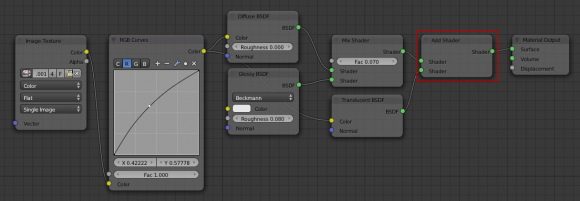 Image Texture
Color
Alpha
.001 4 F
Color
Flat
Single Image
Vector
RGB Curves
Color
C R G B
X 0.42222
Y 0.57778
Fac 1.000
Color
Diffuse BSDF
BSDF
Color
Roughness 0.000
Normal
Glossy BSDF
BSDF
Beckmann
Color
Roughness 0.080
Normal
Mix Shader
Shader
Fac 0.070
Shader
Shader
Translucent BSDF
BSDF
Color
Normal
Add Shader
Shader
Shader
Shader
Material Output
Surface
Volume
Displacement